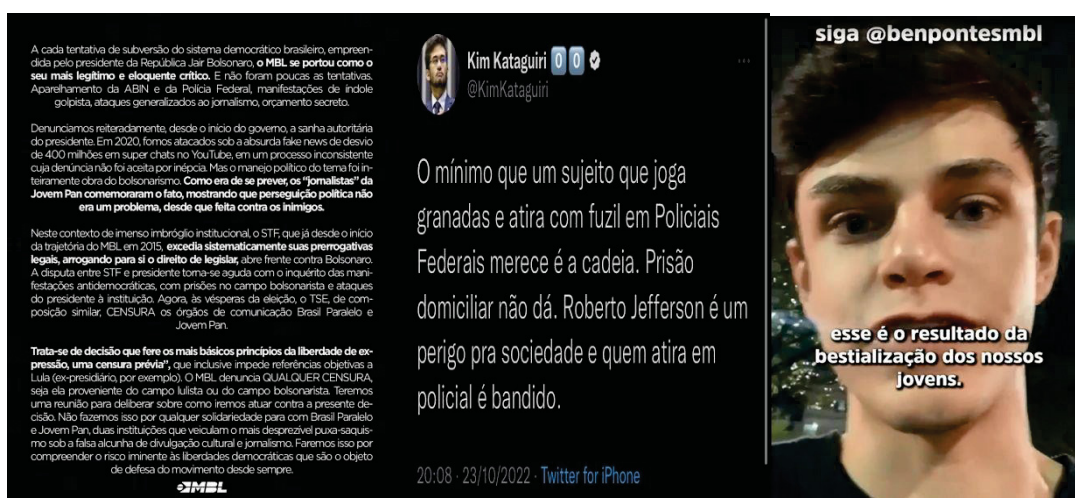 A cada tentativa de subversão do sistema democrático brasileiro, empreen-
dida pelo presidente da República Jair Bolsonaro, o MBL se portou como o
seu mais legítimo e eloquente crítico. E não foram poucas as tentativas.
Aparelhamento da ABIN e da Polícia Federal, manifestações de índole
golpista, ataques generalizados ao jornalismo, orçamento secreto.
Denunciamos reiteradamente, desde o início do governo, a sanha autoritária
do presidente. Em 2020, fomos atacados sob a absurda fake news de desvio
de 400 milhões em super chats no YouTube, em um processo inconsistente
cuja denúncia não foi aceita por inépcia. Mas o manejo político do tema foi in-
teiramente obra do bolsonarismo. Como era de se prever, os "jornalistas" da
Jovem Pan comemoraram o fato, mostrando que perseguição política não
era um problema, desde que feita contra os inimigos.
Neste contexto de imenso imbróglio institucional, o STF, que já desde o início
da trajetória do MBL em 2015, excedia sistematicamente suas prerrogativas
legais, arrogando para si o direito de legislar, abre frente contra Bolsonaro.
A disputa entre STF e presidente torna-se aguda com o inquérito das mani-
festações antidemocráticas, com prisões no campo bolsonarista e ataques
do presidente à instituição. Agora, às vésperas da eleição, o TSE, de com-
posição similar, CENSURA os órgãos de comunicação Brasil Paralelo e
Jovem Pan.
Trata-se de decisão que fere os mais básicos princípios da liberdade de ex-
pressão, uma censura prévia", que inclusive impede referências objetivas a
Lula (ex-presidiário, por exemplo). O MBL denuncia QUALQUER CENSURA,
seja ela proveniente do campo lulista ou do campo bolsonarista. Teremos
uma reunião para deliberar sobre como iremos atuar contra a presente de-
cisão. Não fazemos isso por qualquer solidariedade para com Brasil Paralelo
e Jovem Pan, duas instituições que veiculam o mais desprezível puxa-saquis-
mo sob a falsa alcunha de divulgação cultural e jornalismo. Faremos isso por
compreender o risco iminente às liberdades democráticas que são o objeto
de defesa do movimento desde sempre.
MBL
Kim Kataguiri 0 0
@KimKataguiri
O mínimo que um sujeito que joga
granadas e atira com fuzil em Policiais
Federais merece é a cadeia. Prisão
domiciliar não dá. Roberto Jefferson é um
perigo pra sociedade e quem atira em
policial é bandido.
20:08 · 23/10/2022 · Twitter for iPhone
siga @benpontesmbl
esse é o resultado da
bestialização dos nossos
jovens.